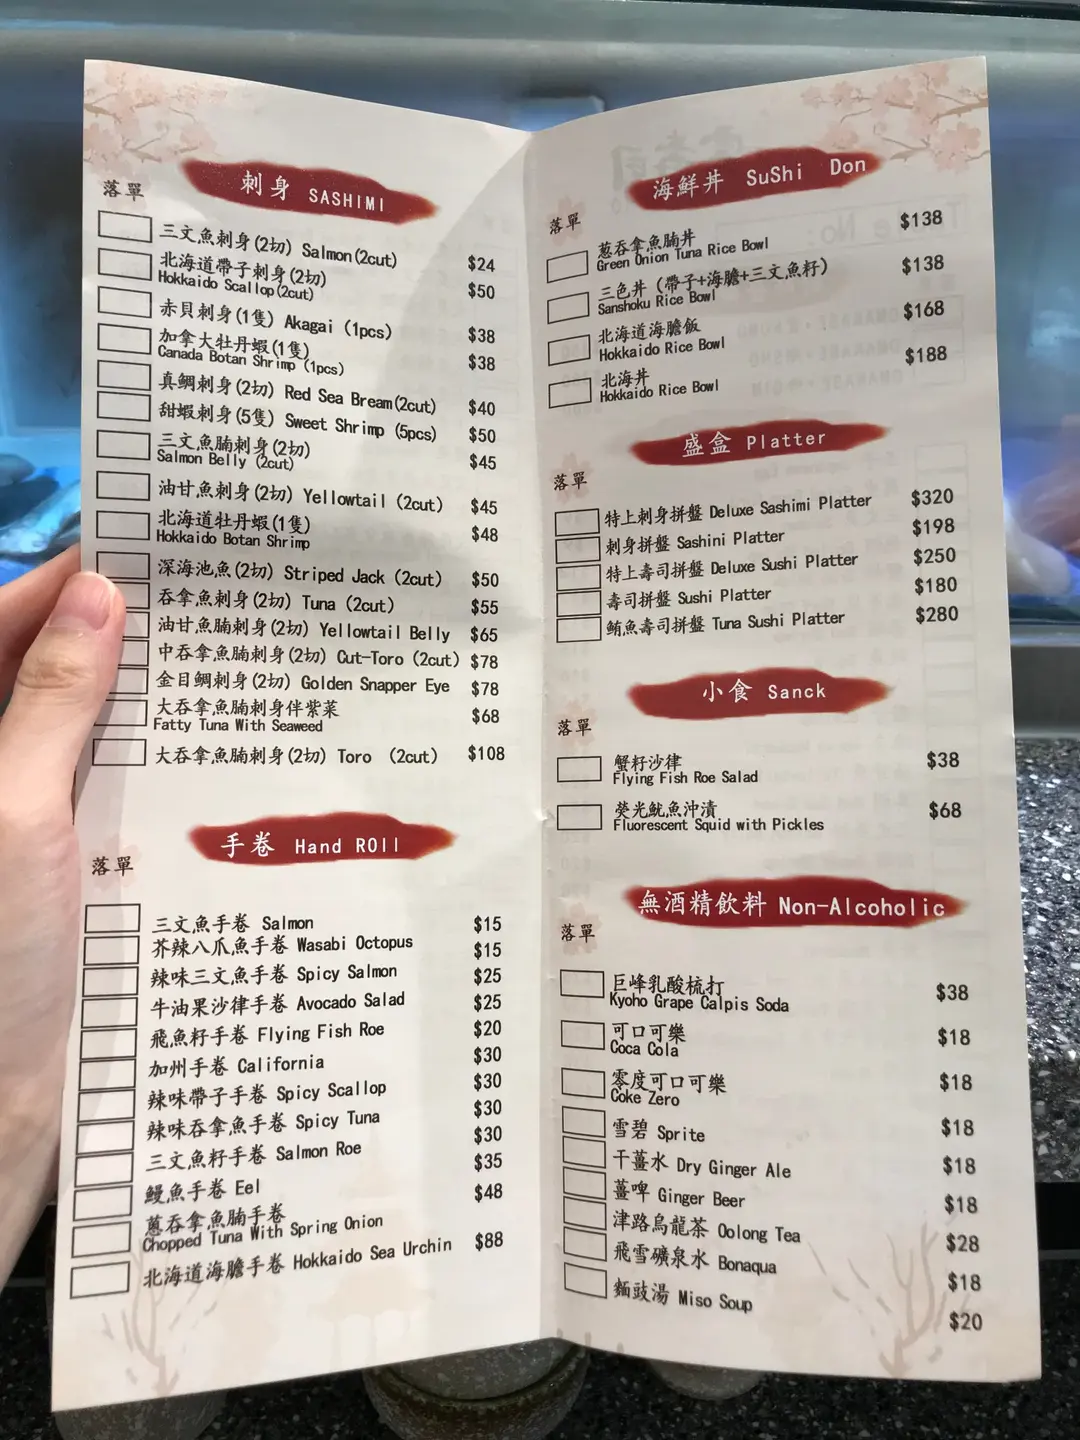 刺身 SASHIMI
落單
三文魚刺身(2切) Salmon(2cut) $24
北海道帶子刺身(2切) $50
Hokkaido Scallop(2cut)
赤貝刺身(1隻) Akagai (1pcs) $38
加拿大牡丹蝦(1隻) $38
Canada Botan Shrimp (1pcs)
真鯛刺身(2切) Red Sea Bream(2cut) $40
甜蝦刺身(5隻) Sweet Shrimp (5pcs) $50
三文魚腩刺身(2切) $45
Salmon Belly (2cut)
油甘魚刺身(2切) Yellowtail (2cut) $45
北海道牡丹蝦(1隻) $48
Hokkaido Botan Shrimp
深海池魚(2切) Striped Jack (2cut) $50
吞拿魚刺身(2切) Tuna (2cut) $55
油甘魚腩刺身(2切) Yellowtail Belly $65
中吞拿魚腩刺身(2切) Cut-Toro (2cut) $78
金目鯛刺身(2切) Golden Snapper Eye $78
大吞拿魚腩刺身伴紫菜 $68
Fatty Tuna With Seaweed
大吞拿魚腩刺身(2切) Toro (2cut) $108
手卷 Hand ROll
落單
三文魚手卷 Salmon $15
芥辣八爪魚手卷 Wasabi Octopus $15
辣味三文魚手卷 Spicy Salmon $25
牛油果沙律手卷 Avocado Salad $25
飛魚籽手卷 Flying Fish Roe $20
加州手卷 California $30
辣味帶子手卷 Spicy Scallop $30
辣味吞拿魚手卷 Spicy Tuna $30
三文魚籽手卷 Salmon Roe $30
鰻魚手卷 Eel $35
蔥吞拿魚腩手卷 $48
Chopped Tuna With Spring Onion
北海道海膽手卷 Hokkaido Sea Urchin $88
海鮮丼 SuShi Don
落單
葱吞拿魚腩丼 $138
Green Onion Tuna Rice Bowl
三色丼 (帶子+海膽+三文魚籽) $138
Sanshoku Rice Bowl
北海道海膽飯 $168
Hokkaido Rice Bowl
北海丼 $188
Hokkaido Rice Bowl
盛盒 Platter
落單
特上刺身拼盤 Deluxe Sashimi Platter $320
刺身拼盤 Sashini Platter $198
特上壽司拼盤 Deluxe Sushi Platter $250
壽司拼盤 Sushi Platter $180
鮪魚壽司拼盤 Tuna Sushi Platter $280
小食 Sanck
落單
蟹籽沙律 $38
Flying Fish Roe Salad
熒光魷魚沖漬 $68
Fluorescent Squid with Pickles
無酒精飲料 Non-Alcoholic
落單
巨峰乳酸梳打 $38
Kyoho Grape Calpis Soda
可口可樂 $18
Coca Cola
零度可口可樂 $18
Coke Zero
雪碧 Sprite $18
干薑水 Dry Ginger Ale $18
薑啤 Ginger Beer $18
津路烏龍茶 Oolong Tea $28
飛雪礦泉水 Bonaqua $18
麵豉湯 Miso Soup $20